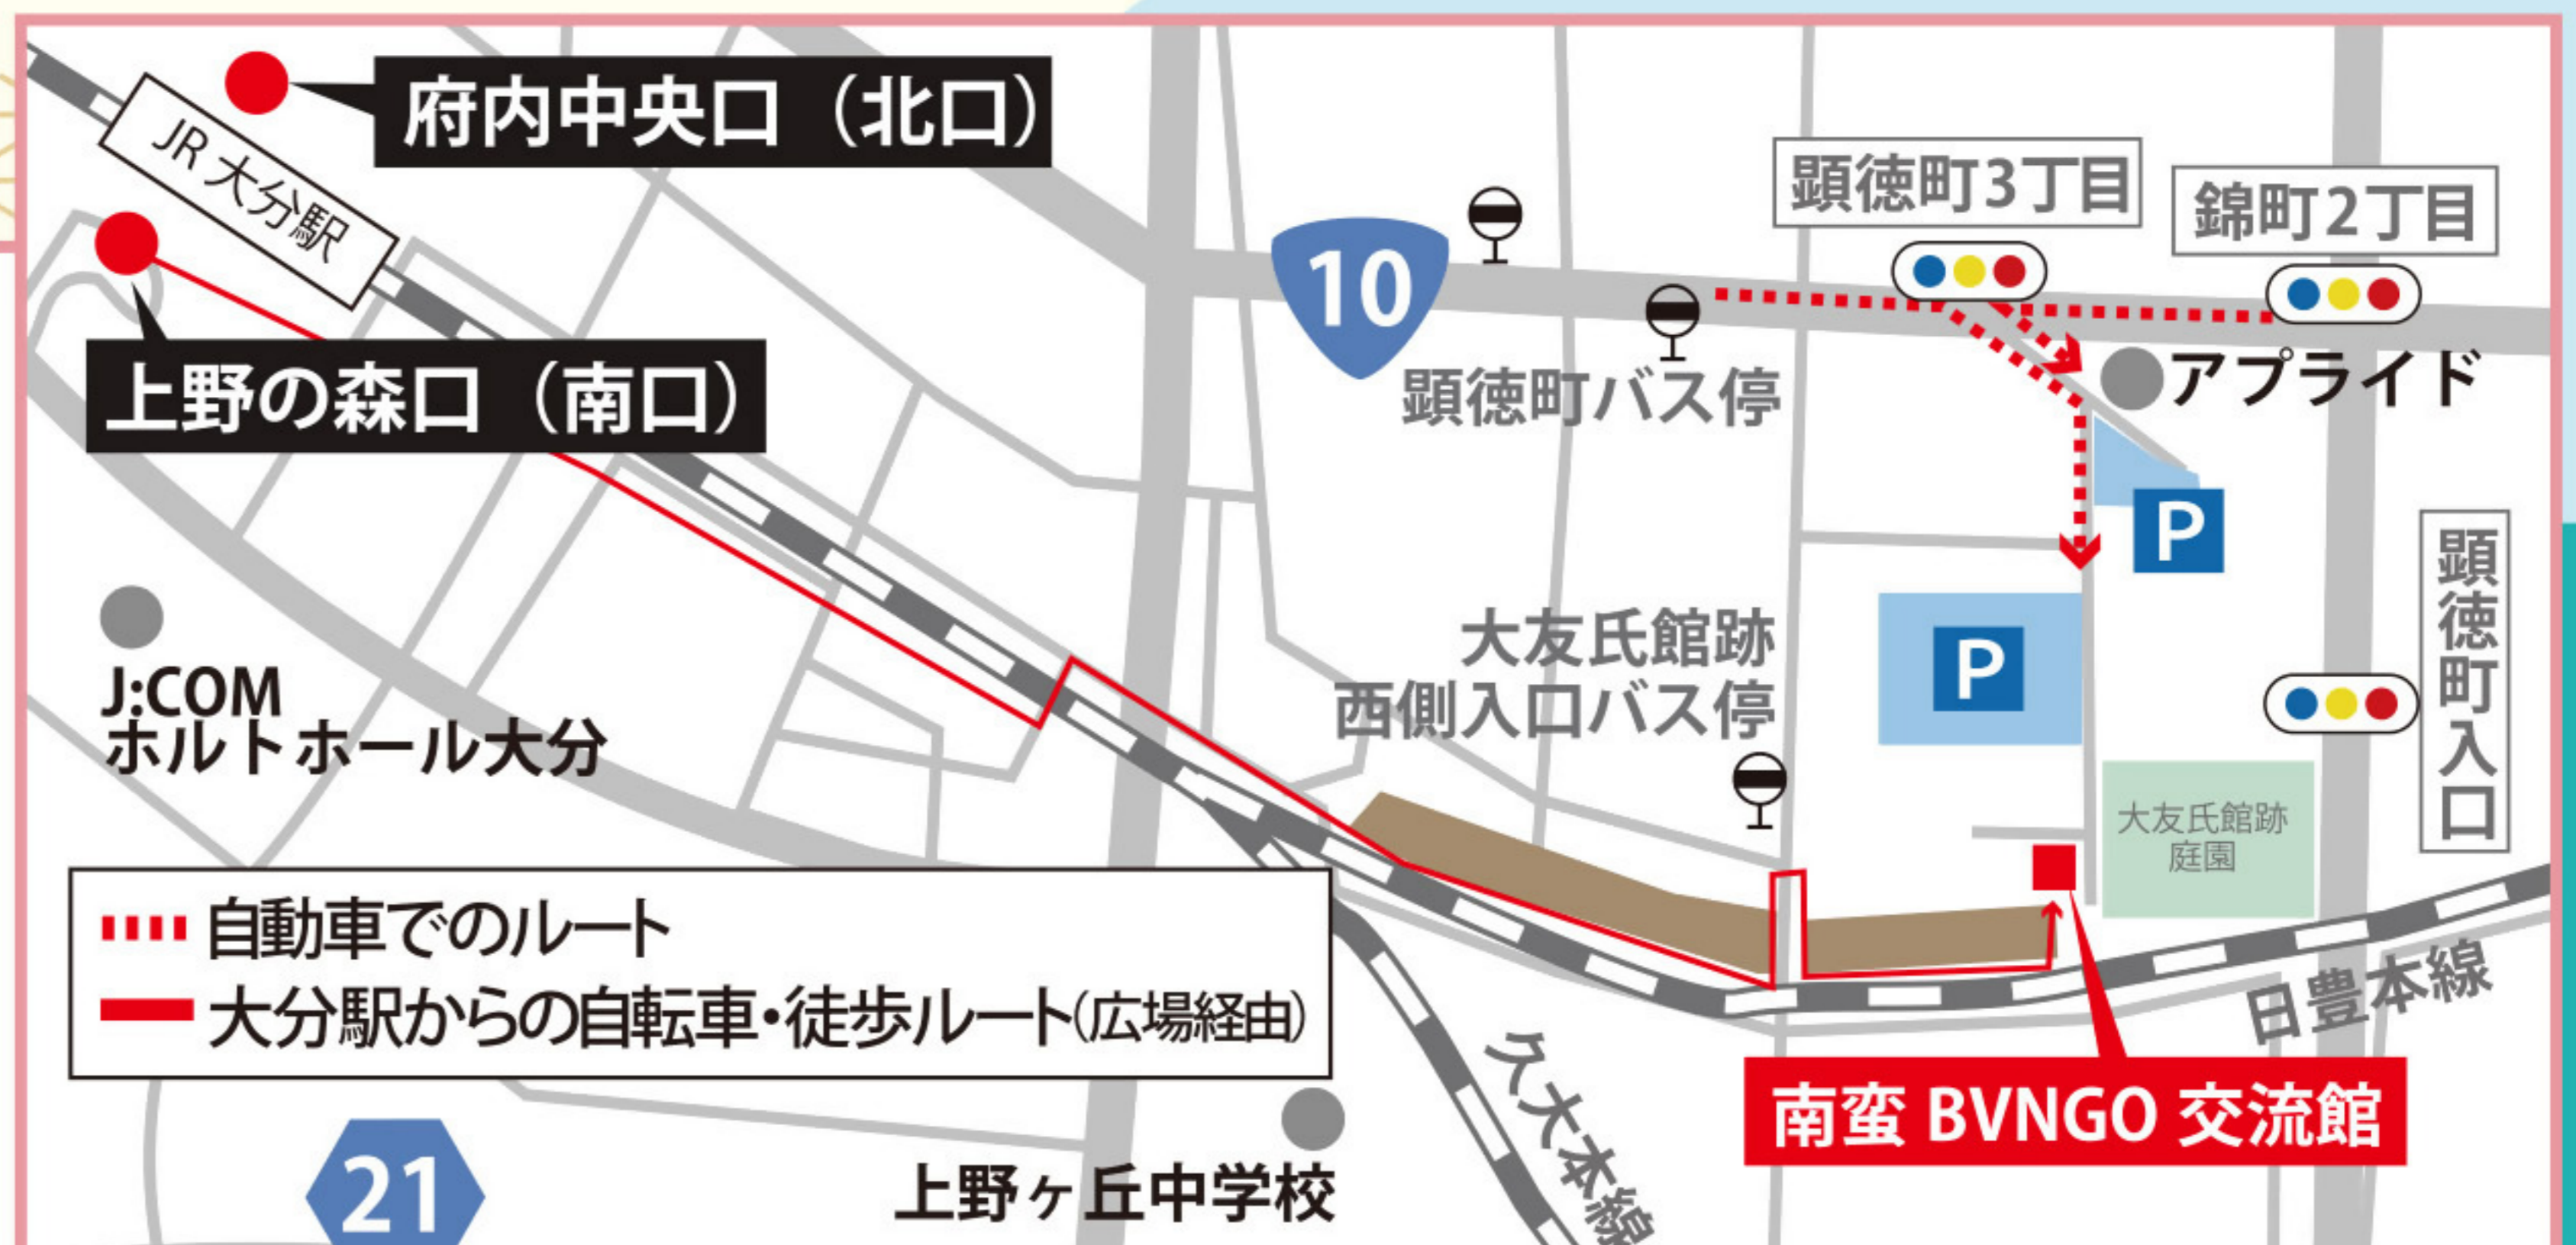 府内中央口（北口）
JR 大分駅
上野の森口（南口）
10
顕徳町3丁目
錦町2丁目
顕徳町バス停
アプライド
P
P
顕徳町入口
大友氏館跡
西側入口バス停
大友氏館跡
庭園
J:COM
ホルトホール大分
自動車でのルート
大分駅からの自転車・徒歩ルート(広場経由)
日豊本線
久大本線
南蛮 BVNGO 交流館
上野ヶ丘中学校
21